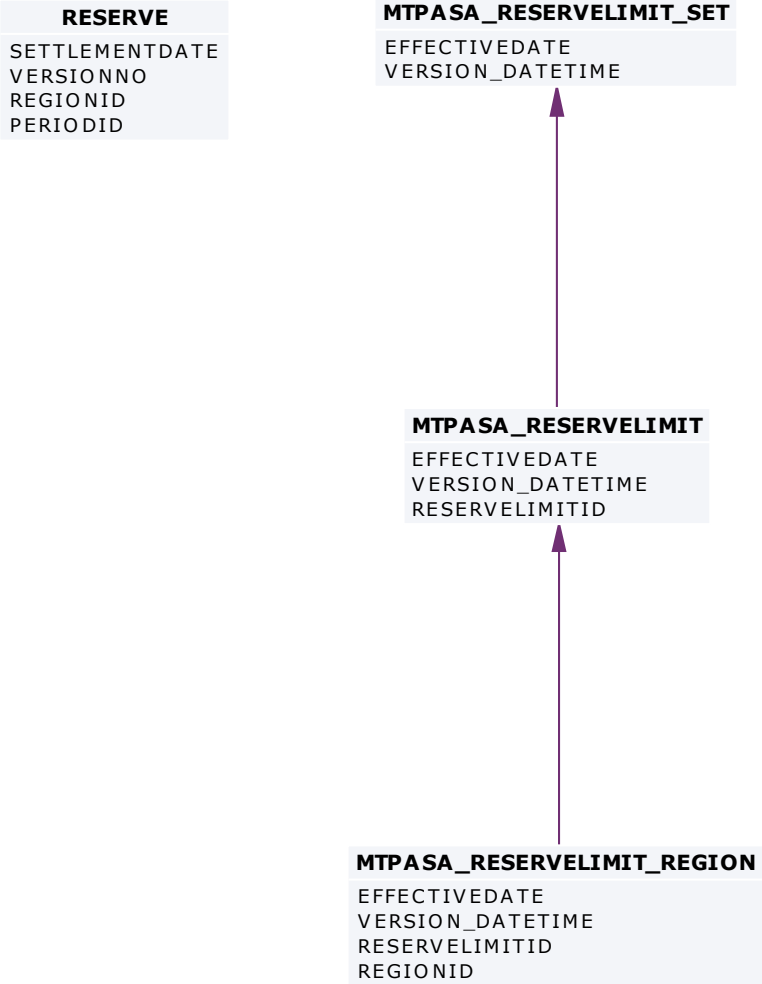 RESERVE
SETTLEMENTDATE
VERSIONNO
REGIONID
PERIODID
MTPASA_RESERVELIMIT_SET
EFFECTIVEDATE
VERSION_DATETIME
MTPASA_RESERVELIMIT
EFFECTIVEDATE
VERSION_DATETIME
RESERVELIMITID
MTPASA_RESERVELIMIT_REGION
EFFECTIVEDATE
VERSION_DATETIME
RESERVELIMITID
REGIONID